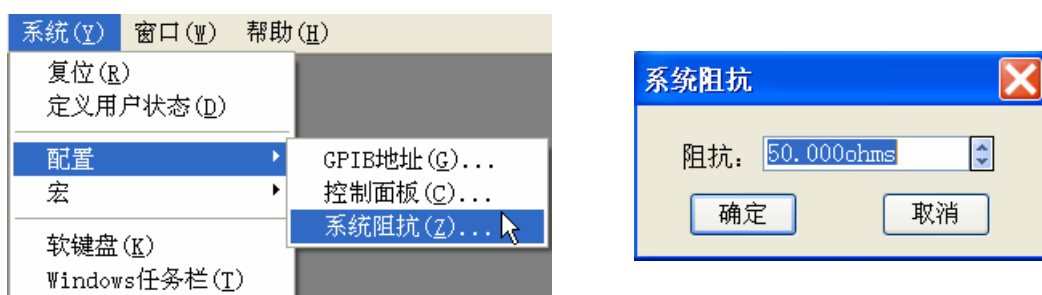 系统(Y) 窗口(W) 帮助(H)
复位(R)
定义用户状态(D)
配置
宏
软键盘(K)
Windows任务栏(T)
GPIB地址(G)...
控制面板(C)...
系统阻抗(Z)...
系统阻抗
阻抗: 50.000ohms
确定 取消